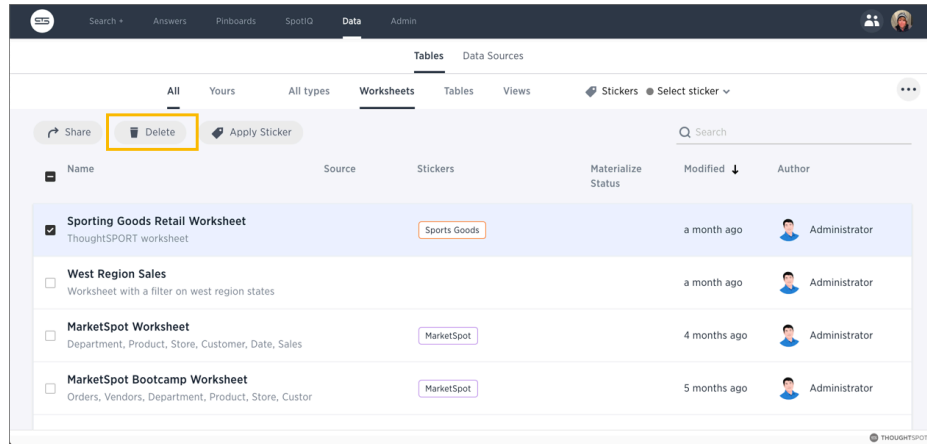 Search + Answers Pinboards SpotIQ Data Admin
Tables Data Sources
All Yours All types Worksheets Tables Views Stickers Select sticker
Share Delete Apply Sticker Search
Name Source Stickers Materialize Status Modified Author
Sporting Goods Retail Worksheet
ThoughtSPORT worksheet
Sports Goods a month ago Administrator
West Region Sales
Worksheet with a filter on west region states
a month ago Administrator
MarketSpot Worksheet
Department, Product, Store, Customer, Date, Sales
MarketSpot 4 months ago Administrator
MarketSpot Bootcamp Worksheet
Orders, Vendors, Department, Product, Store, Custor
MarketSpot 5 months ago Administrator
THOUGHTSPOT